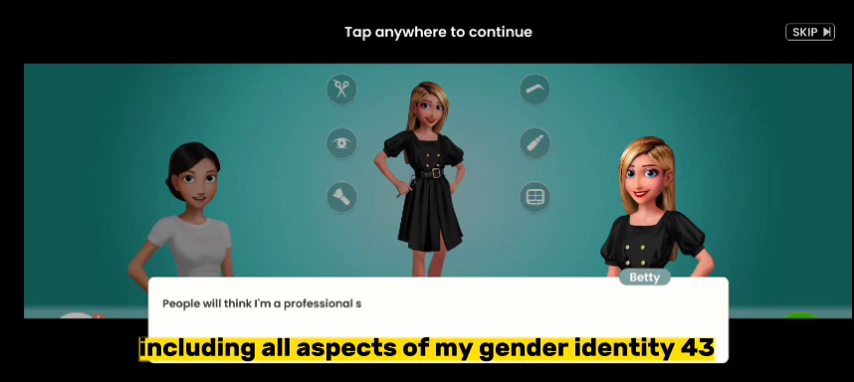 Tap anywhere to continue
SKIP
Betty
People will think I'm a professional s
including all aspects of my gender identity 43